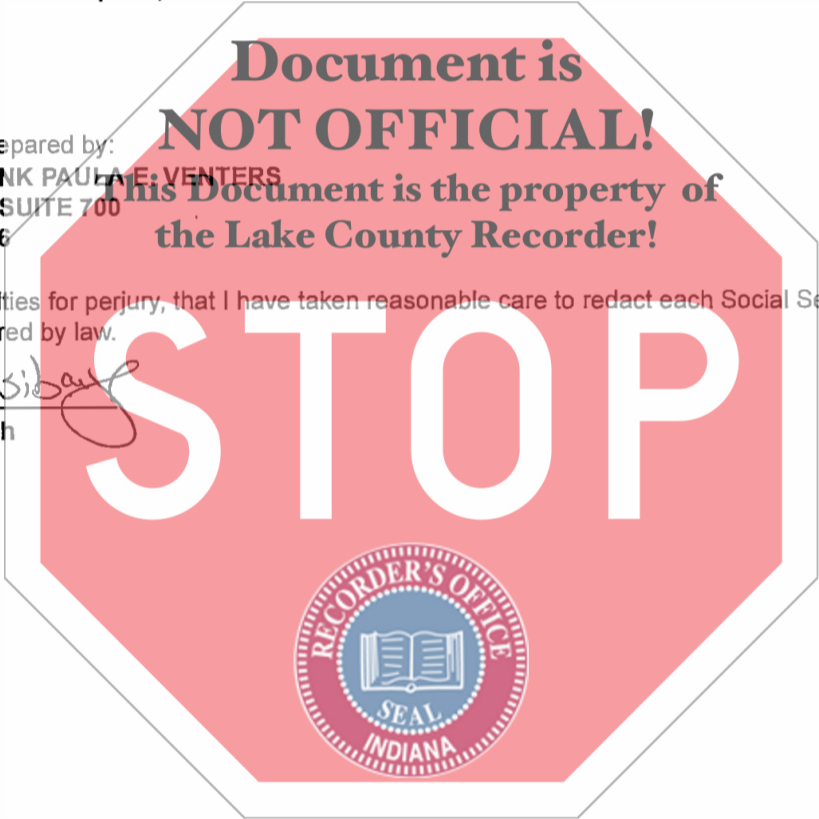 Document is
NOT OFFICIAL!
epared by:
NK PAULA E. VENTERS
This Document is the property of
SUITE 700
6
the Lake County Recorder!
lties for perjury, that I have taken reasonable care to redact each Social Se
red by law.
STOP
h
RECORDER'S OFFICE
SEAL
INDIANA